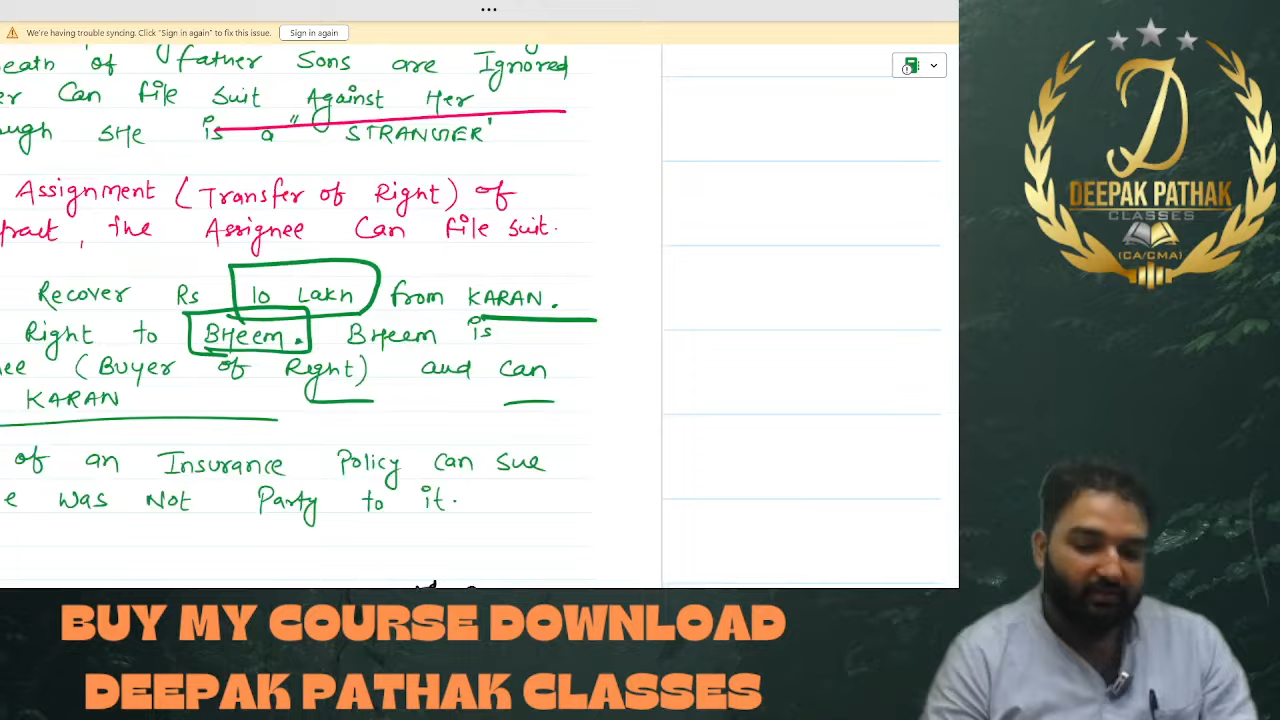 •••
We're having trouble syncing. Click "Sign in again" to fix this issue. Sign in again
eath of father Sons are Ignored
er Can file suit Against Her
ough SHe is a "STRANGER"
Assignment (Transfer of Right) of
tract, the Assignee Can file suit.
Recover Rs 10 Lakh from KARAN.
Right to BHeem. BHeem is
ee (Buyer of Right) and can
KARAN
of an Insurance Policy can sue
e was Not Party to it.
D
DEEPAK PATHAK
CLASSES
(CA/CMA)
BUY MY COURSE DOWNLOAD
DEEPAK PATHAK CLASSES